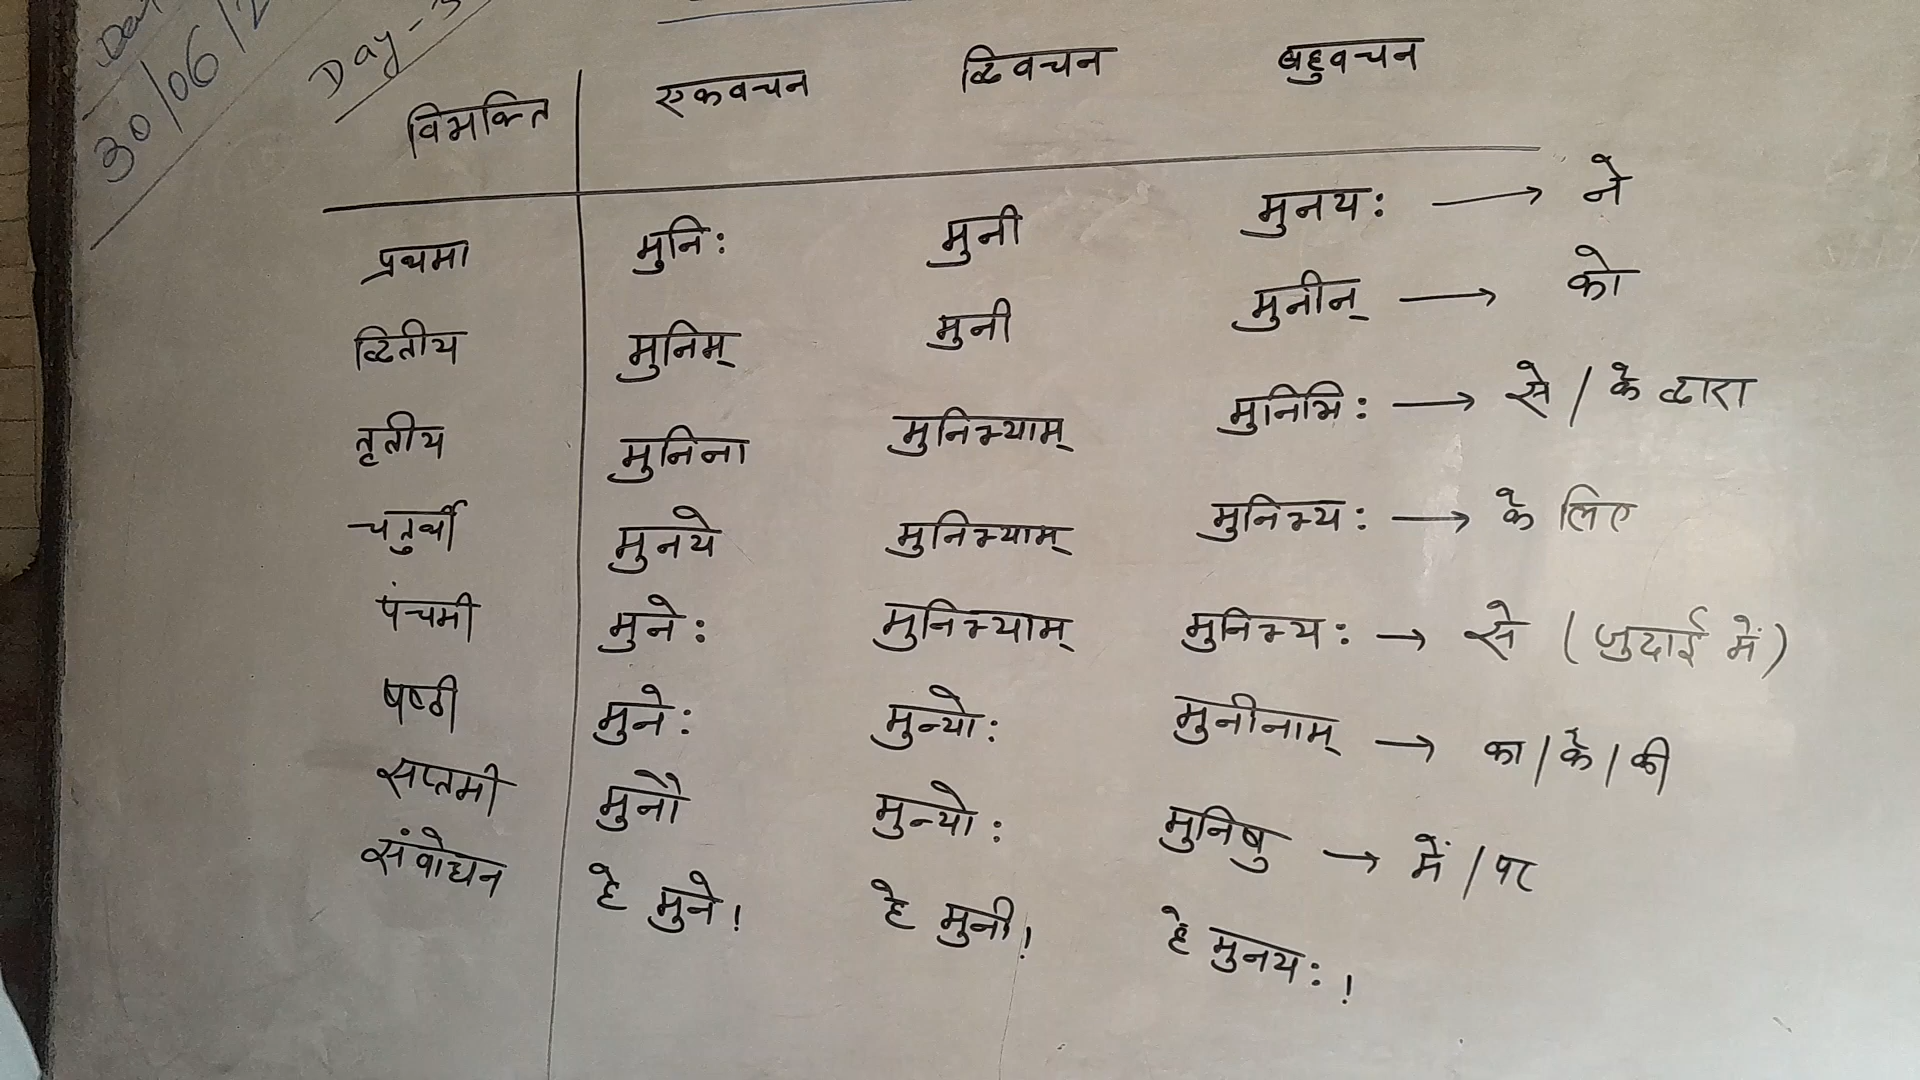 30/06/2
Day-3
विभक्ति एकवचन द्विवचन बहुवचन
प्रथमा मुनिः मुनी मुनयः → ने
द्वितीय मुनिम् मुनी मुनीन् → को
तृतीय मुनिना मुनिभ्याम् मुनिभिः → से / के द्वारा
चतुर्थी मुनये मुनिभ्याम् मुनिभ्यः → के लिए
पंचमी मुनेः मुनिभ्याम् मुनिभ्यः → से (जुदाई में)
षष्ठी मुनेः मुन्योः मुनीनाम् → का / के / की
सप्तमी मुनौ मुन्योः मुनिषु → में / पर
संबोधन हे मुने! हे मुनी! हे मुनयः!